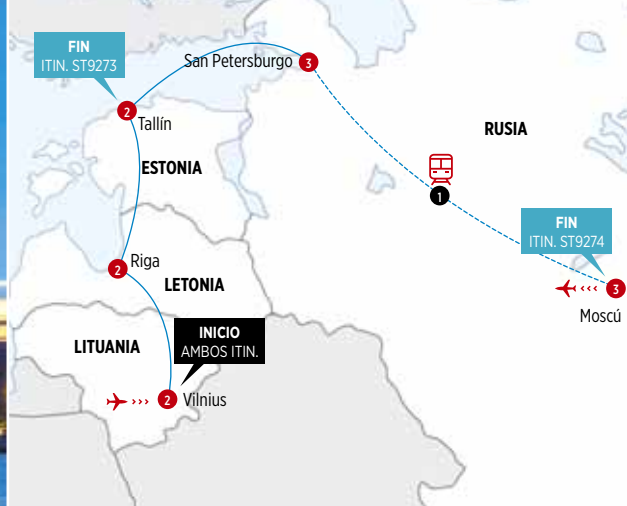 FIN
ITIN. ST9273
San Petersburgo
3
2
Tallín
RUSIA
ESTONIA
1
FIN
ITIN. ST9274
Riga
2
LETONIA
3
Moscú
INICIO
AMBOS ITIN.
LITUANIA
2
Vilnius